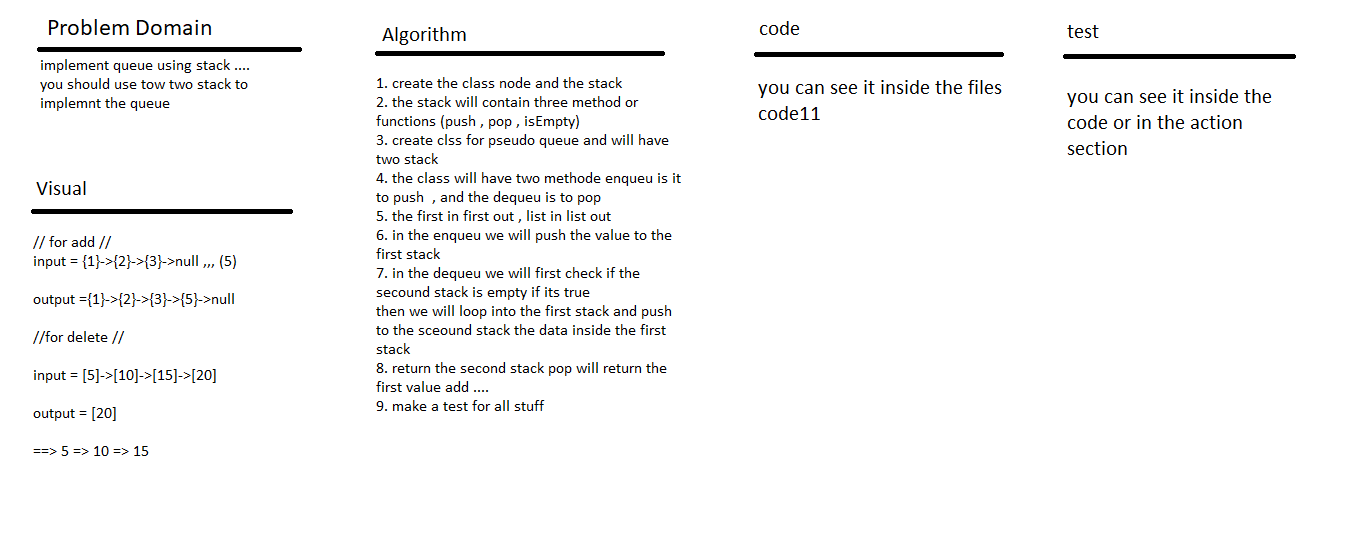 Problem Domain
implement queue using stack ....
you should use tow two stack to
implemnt the queue
Visual
// for add //
input = {1}->{2}->{3}->null ,,, (5)
output ={1}->{2}->{3}->{5}->null
//for delete //
input = [5]->[10]->[15]->[20]
output = [20]
==> 5 => 10 => 15
Algorithm
1. create the class node and the stack
2. the stack will contain three method or
functions (push , pop , isEmpty)
3. create clss for pseudo queue and will have
two stack
4. the class will have two methode enqueu is it
to push  , and the dequeu is to pop
5. the first in first out , list in list out
6. in the enqueu we will push the value to the
first stack
7. in the dequeu we will first check if the
secound stack is empty if its true
then we will loop into the first stack and push
to the sceound stack the data inside the first
stack
8. return the second stack pop will return the
first value add ....
9. make a test for all stuff
code
you can see it inside the files
code11
test
you can see it inside the
code or in the action
section